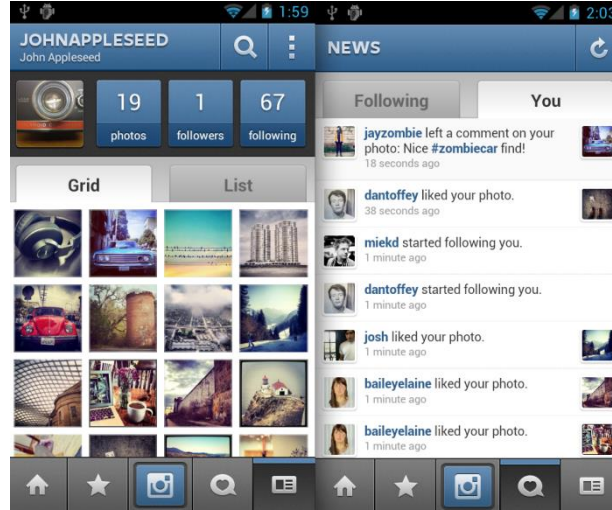 1:59
JOHNAPPLESEED
John Appleseed
19
photos
1
followers
67
following
Grid
List
2:03
NEWS
Following
You
jayzombie left a comment on your
photo: Nice #zombiecar find!
18 seconds ago
dantoffey liked your photo.
38 seconds ago
miekd started following you.
1 minute ago
dantoffey started following you.
1 minute ago
josh liked your photo.
1 minute ago
baileyelaine liked your photo.
1 minute ago
baileyelaine liked your photo.
1 minute ago